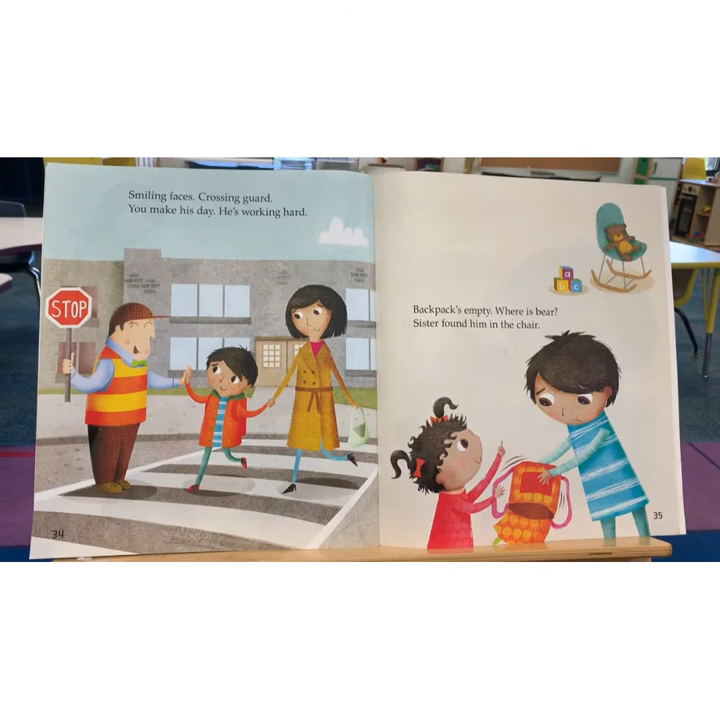 Smiling faces. Crossing guard.
You make his day. He's working hard.
STOP
34
a
b c
Backpack's empty. Where is bear?
Sister found him in the chair.
35